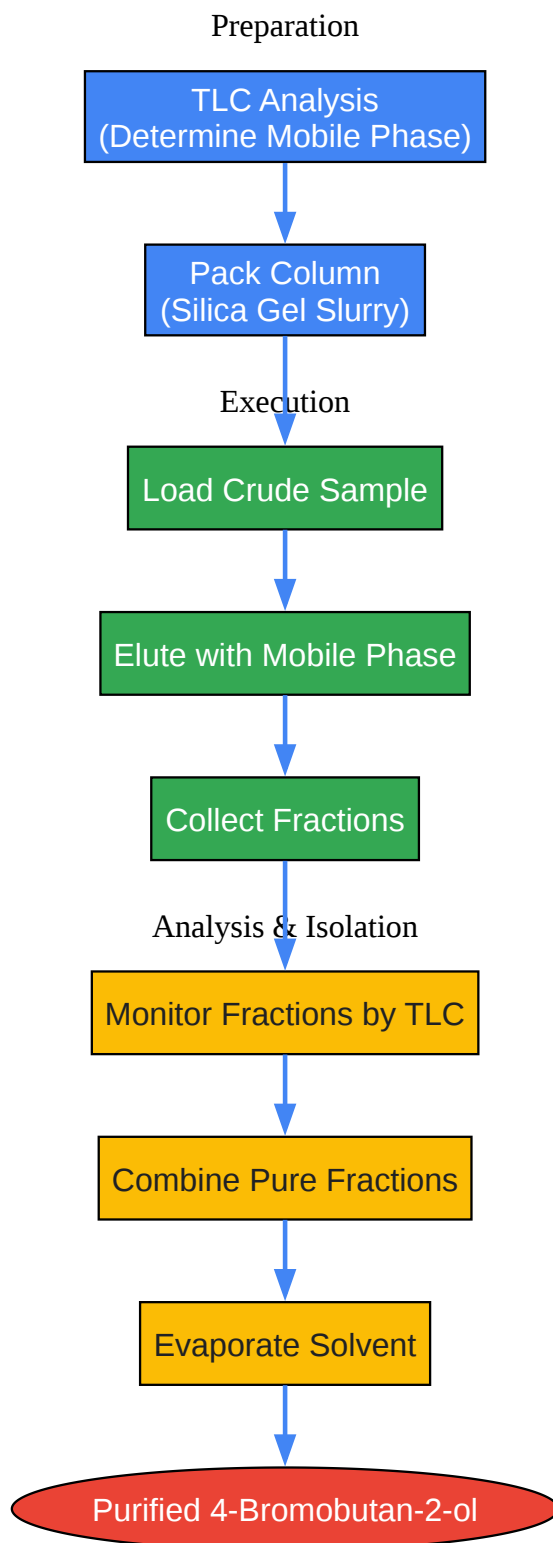 Preparation
TLC Analysis
(Determine Mobile Phase)
Pack Column
(Silica Gel Slurry)
Execution
Load Crude Sample
Elute with Mobile Phase
Collect Fractions
Analysis & Isolation
Monitor Fractions by TLC
Combine Pure Fractions
Evaporate Solvent
Purified 4-Bromobutan-2-ol